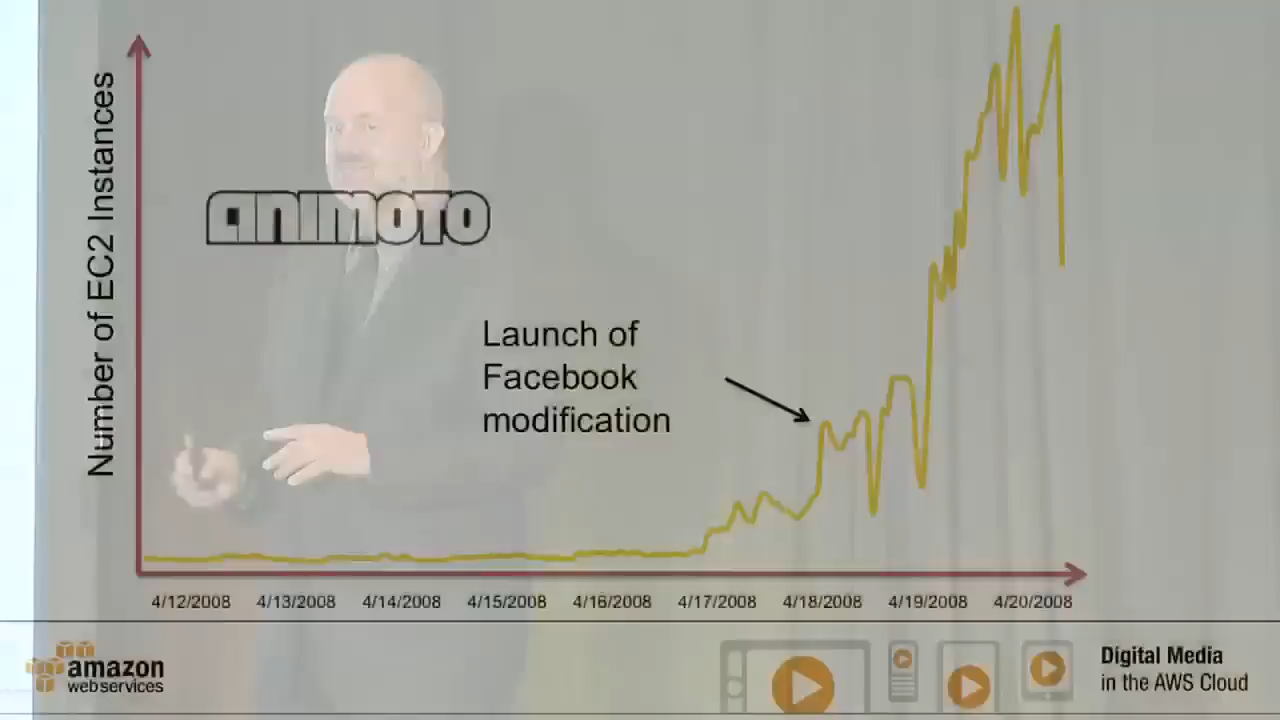 Number of EC2 Instances
animoto
Launch of
Facebook
modification
4/12/2008 4/13/2008 4/14/2008 4/15/2008 4/16/2008 4/17/2008 4/18/2008 4/19/2008 4/20/2008
amazon
webservices
Digital Media
in the AWS Cloud